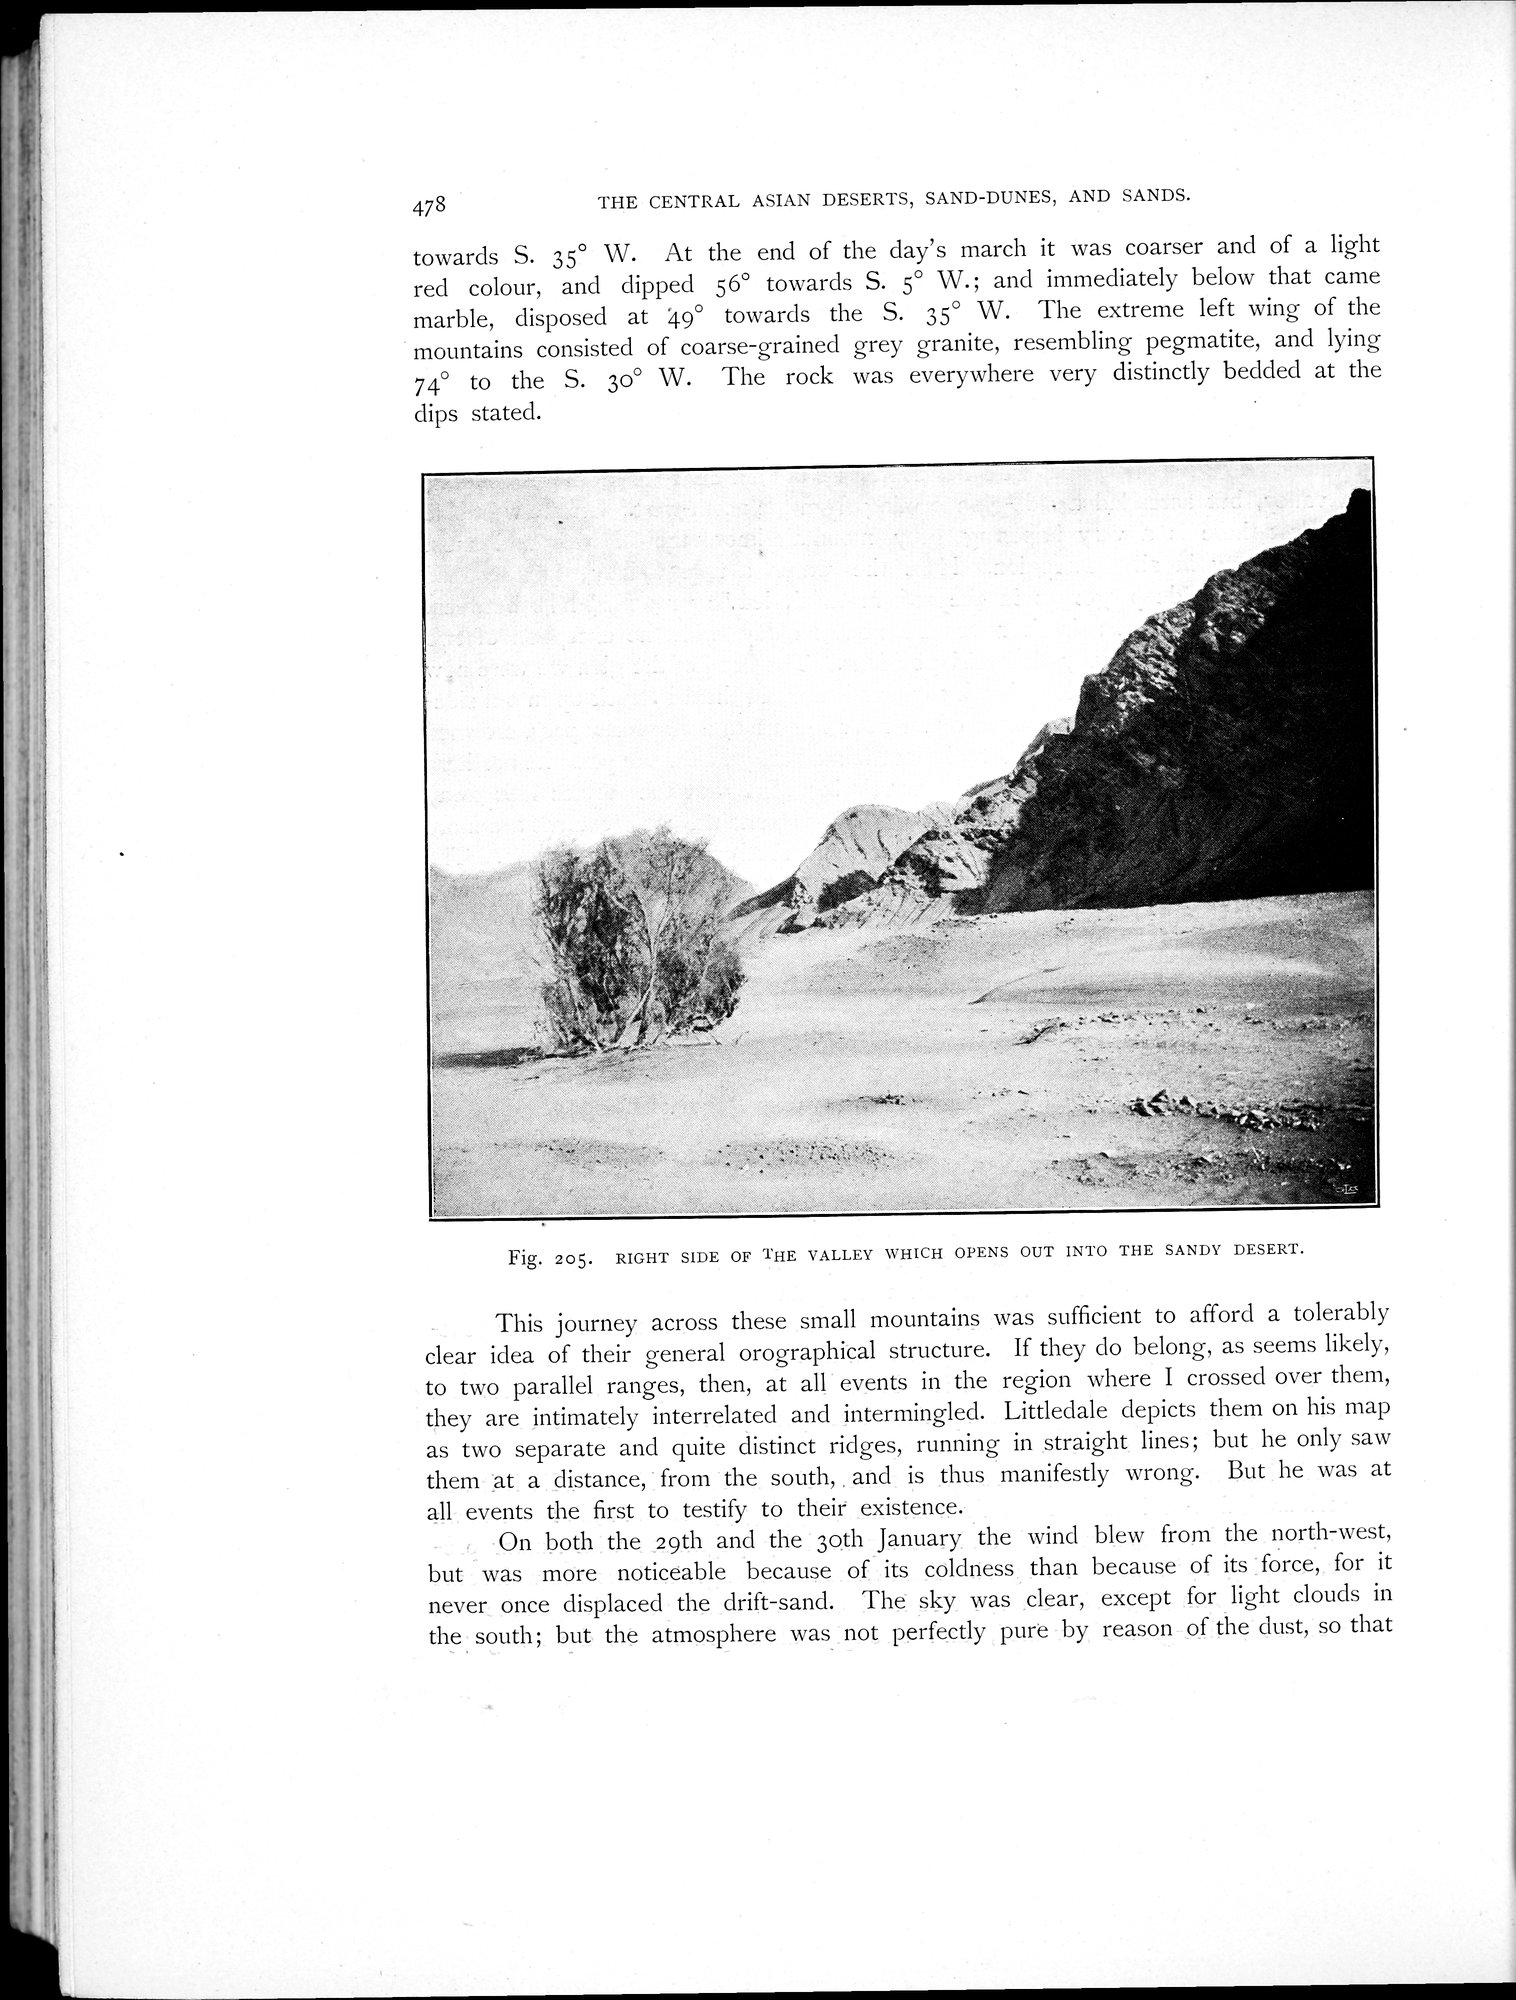 478
THE CENTRAL ASIAN DESERTS, SAND-DUNES, AND SANDS.
towards S. 35° W. At the end of the day's march it was coarser and of a light
red colour, and dipped 56° towards S. 5° W.; and immediately below that came
marble, disposed at 49° towards the S. 35° W. The extreme left wing of the
mountains consisted of coarse-grained grey granite, resembling pegmatite, and lying
74° to the S. 30° W. The rock was everywhere very distinctly bedded at the
dips stated.
Fig. 205. RIGHT SIDE OF THE VALLEY WHICH OPENS OUT INTO THE SANDY DESERT.
This journey across these small mountains was sufficient to afford a tolerably
clear idea of their general orographical structure. If they do belong, as seems likely,
to two parallel ranges, then, at all events in the region where I crossed over them,
they are intimately interrelated and intermingled. Littledale depicts them on his map
as two separate and quite distinct ridges, running in straight lines; but he only saw
them at a distance, from the south, and is thus manifestly wrong. But he was at
all events the first to testify to their existence.
On both the 29th and the 30th January the wind blew from the north-west,
but was more noticeable because of its coldness than because of its force, for it
never once displaced the drift-sand. The sky was clear, except for light clouds in
the south; but the atmosphere was not perfectly pure by reason of the dust, so that